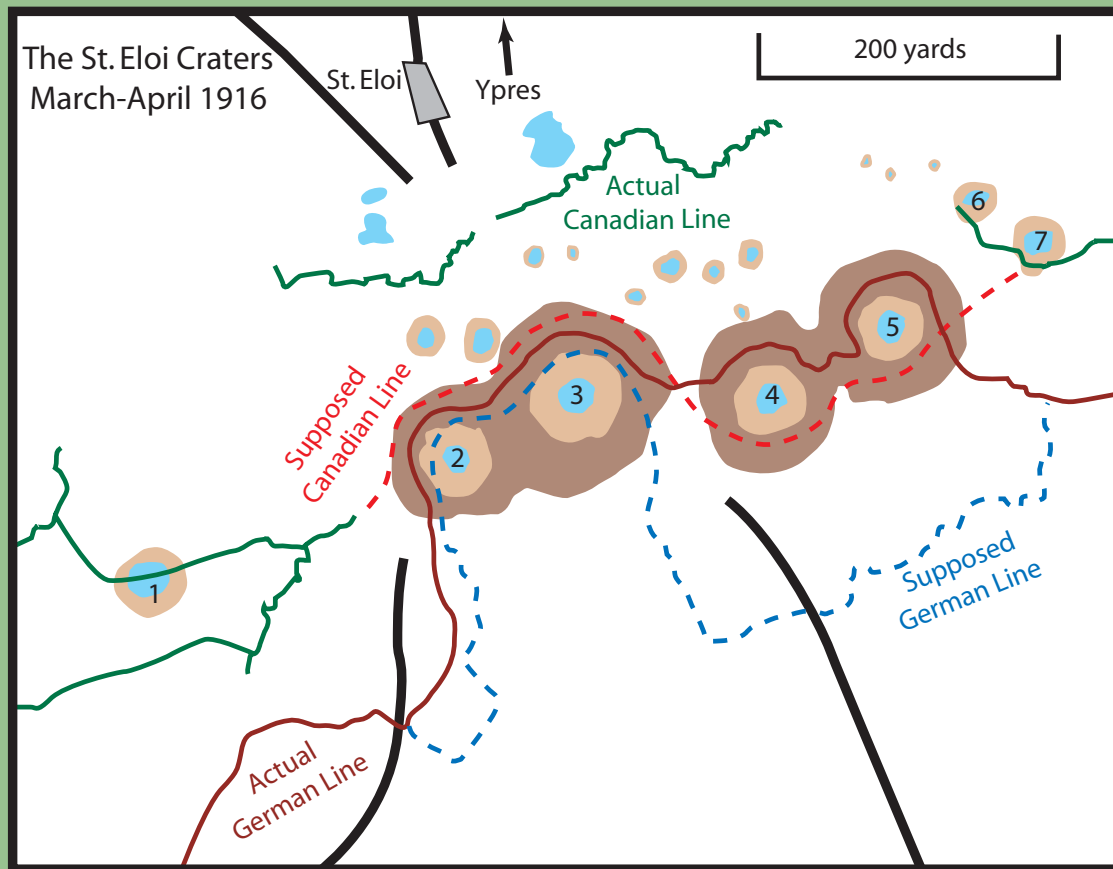 The St. Eloi Craters
March-April 1916
St. Eloi
Ypres
200 yards
Actual
Canadian Line
6
7
5
Supposed
Canadian Line
3
4
2
1
Supposed
German Line
Actual
German Line